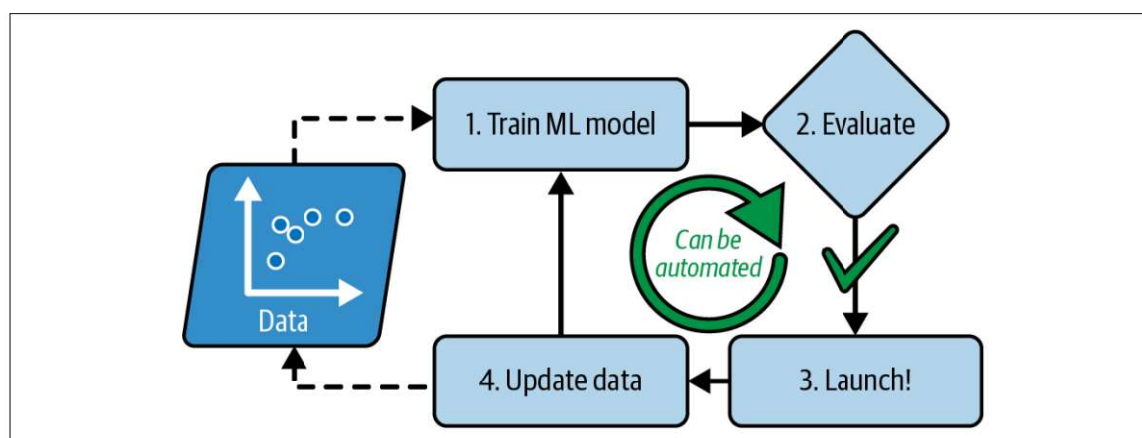 1. Train ML model
2. Evaluate
Can be
automated
Data
4. Update data
3. Launch!